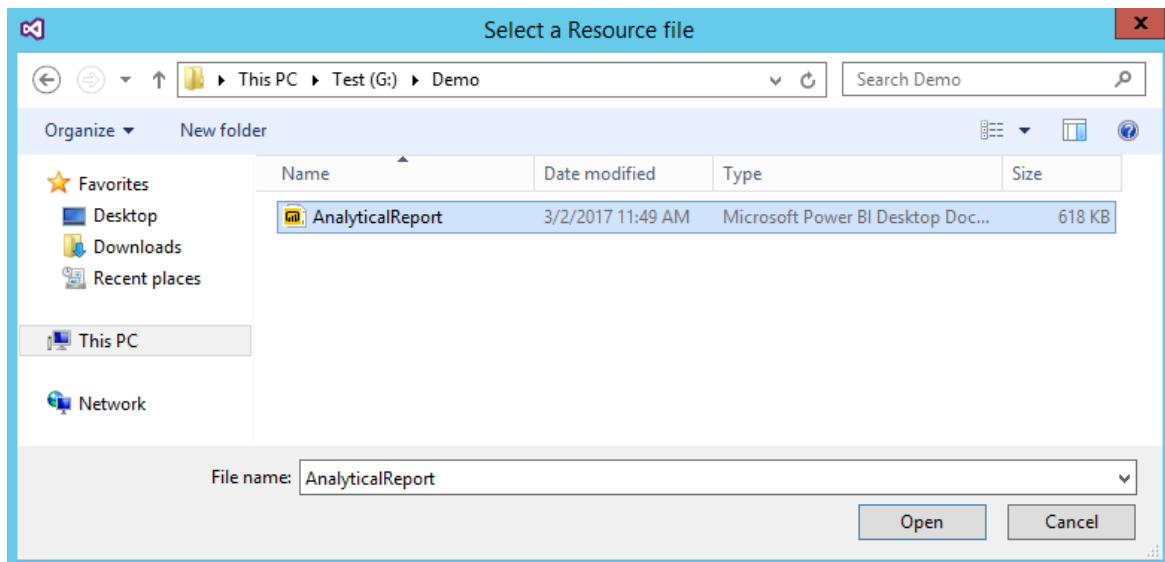 Select a Resource file
This PC Test (G:) Demo Search Demo
Organize New folder
Name Date modified Type Size
Favorites
AnalyticalReport 3/2/2017 11:49 AM Microsoft Power BI Desktop Doc... 618 KB
Desktop
Downloads
Recent places
This PC
Network
File name: AnalyticalReport
Open Cancel